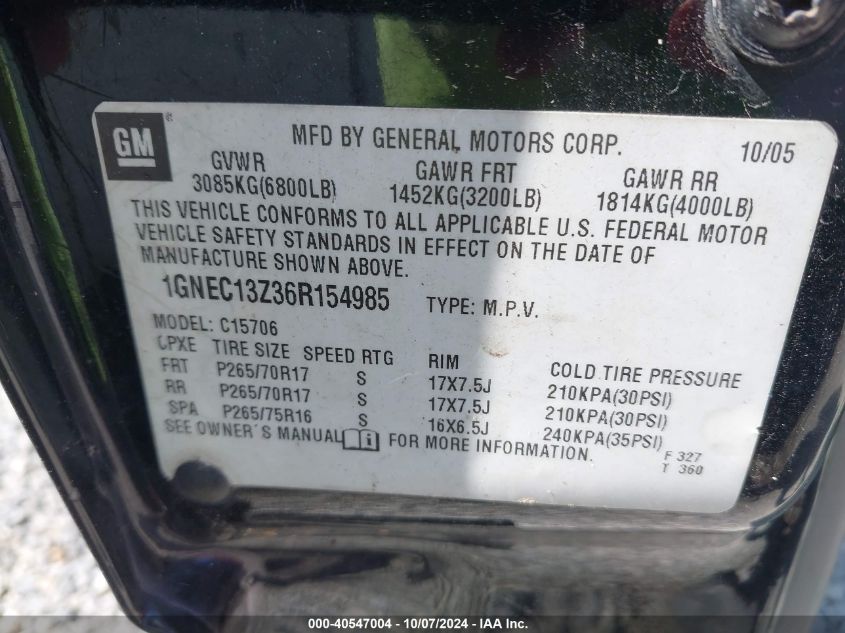 GM ® MFD BY GENERAL MOTORS CORP. 10/05
GVWR GAWR FRT GAWR RR
3085KG(6800LB) 1452KG(3200LB) 1814KG(4000LB)
THIS VEHICLE CONFORMS TO ALL APPLICABLE U.S. FEDERAL MOTOR
VEHICLE SAFETY STANDARDS IN EFFECT ON THE DATE OF
MANUFACTURE SHOWN ABOVE.
1GNEC13Z36R154985 TYPE: M.P.V.
MODEL: C15706
CPXE TIRE SIZE SPEED RTG RIM COLD TIRE PRESSURE
FRT P265/70R17 S 17X7.5J 210KPA(30PSI)
RR P265/70R17 S 17X7.5J 210KPA(30PSI)
SPA P265/75R16 S 16X6.5J 240KPA(35PSI)
SEE OWNER'S MANUAL i FOR MORE INFORMATION.
F 327
T 360
000-40547004 - 10/07/2024 - IAAI Inc.